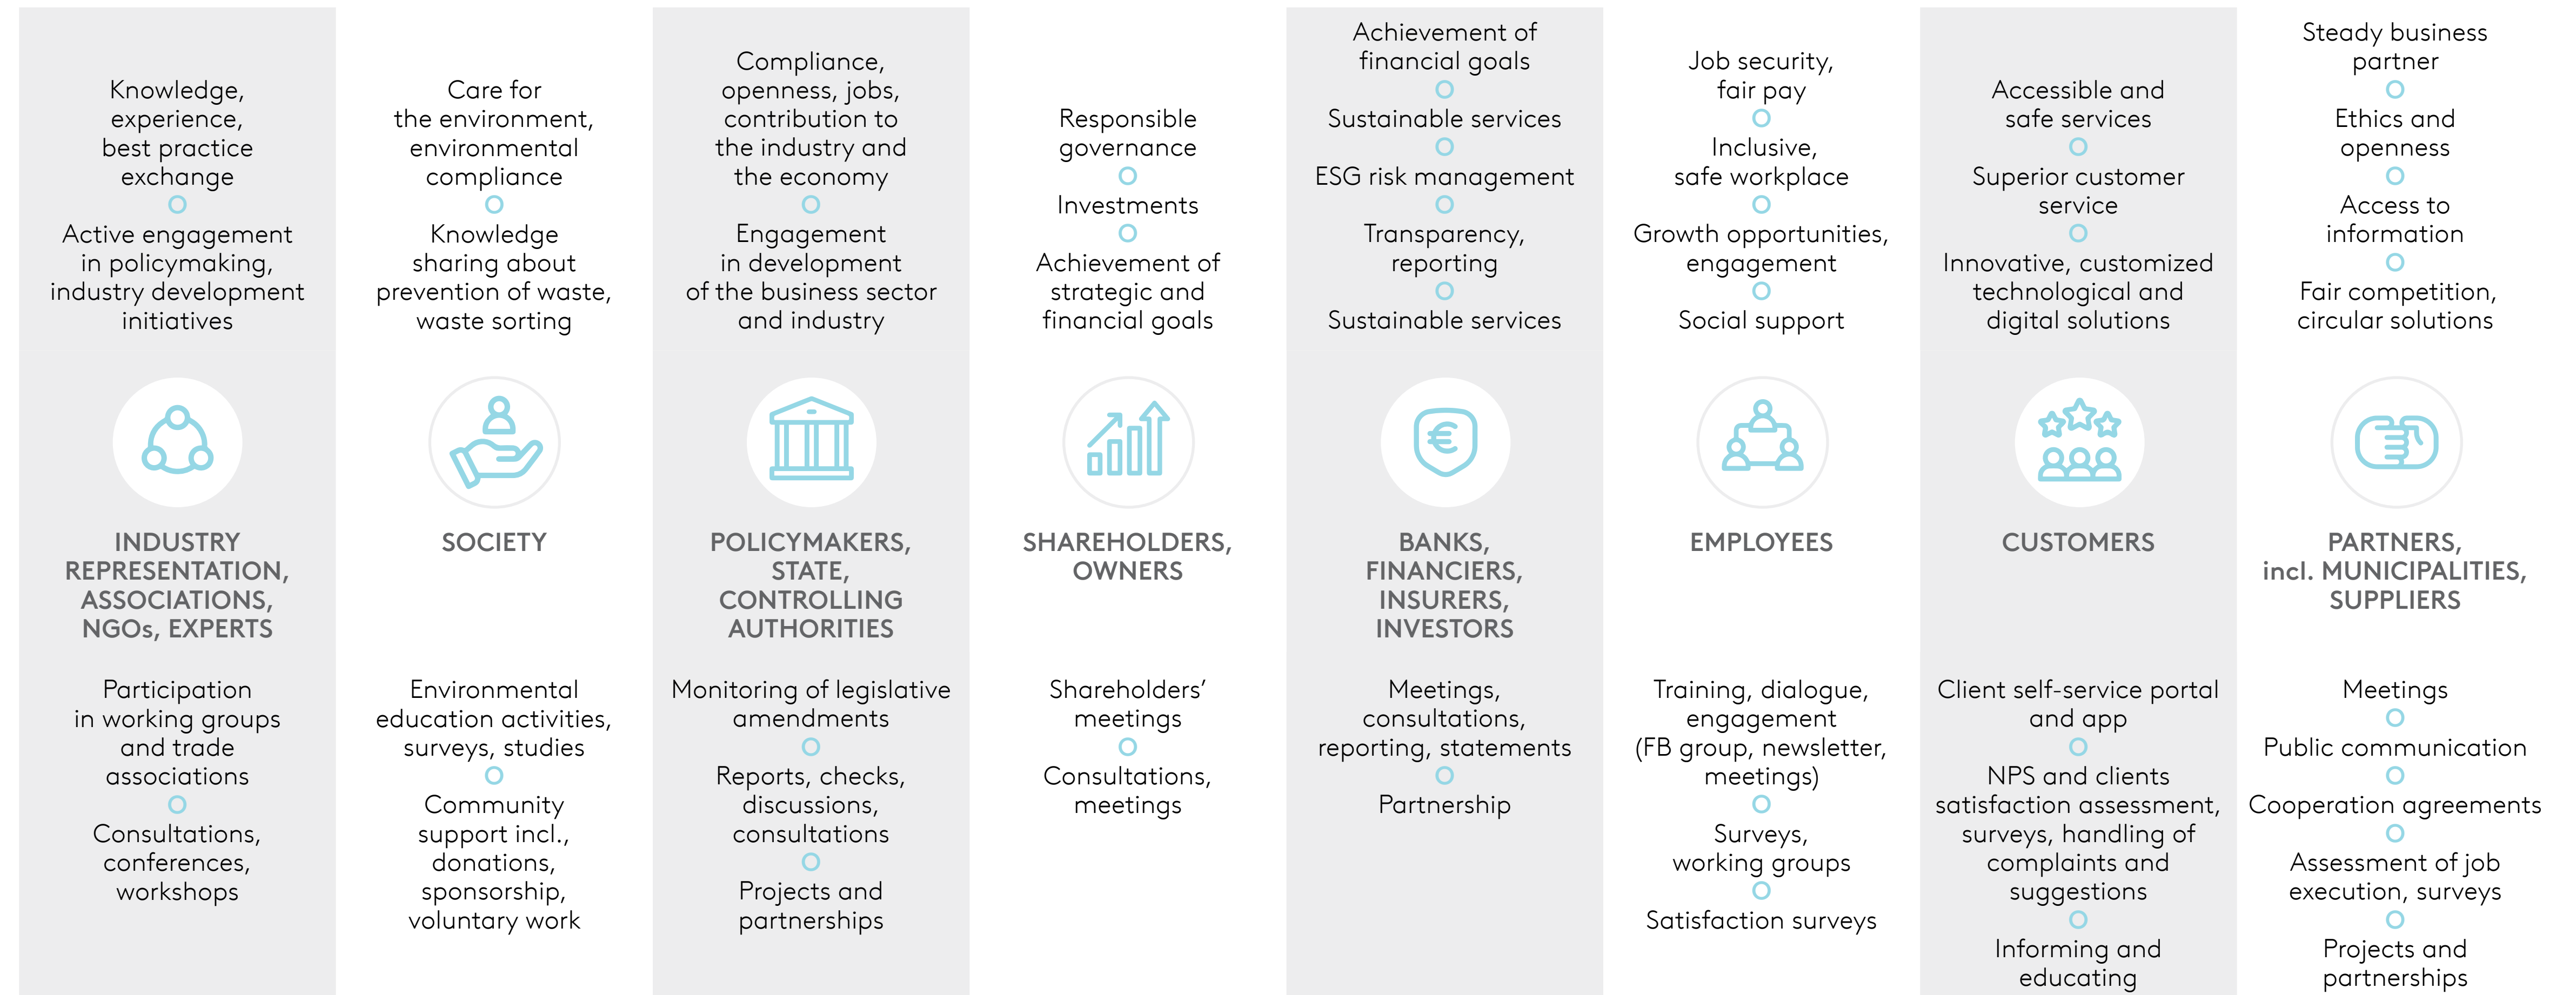 Knowledge,
experience,
best practice
exchange
Active engagement
in policymaking,
industry development
initiatives
INDUSTRY
REPRESENTATION,
ASSOCIATIONS,
NGOs, EXPERTS
Participation
in working groups
and trade
associations
Consultations,
conferences,
workshops
Care for
the environment,
environmental
compliance
Knowledge
sharing about
prevention of waste,
waste sorting
SOCIETY
Environmental
education activities,
surveys, studies
Community
support incl.,
donations,
sponsorship,
voluntary work
Compliance,
openness, jobs,
contribution to
the industry and
the economy
Engagement
in development
of the business sector
and industry
POLICYMAKERS,
STATE,
CONTROLLING
AUTHORITIES
Monitoring of legislative
amendments
Reports, checks,
discussions,
consultations
Projects and
partnerships
Responsible
governance
Investments
Achievement of
strategic and
financial goals
SHAREHOLDERS,
OWNERS
Shareholders’
meetings
Consultations,
meetings
Achievement of
financial goals
Sustainable services
ESG risk management
Transparency,
reporting
Sustainable services
€
BANKS,
FINANCIERS,
INSURERS,
INVESTORS
Meetings,
consultations,
reporting, statements
Partnership
Job security,
fair pay
Inclusive,
safe workplace
Growth opportunities,
engagement
Social support
EMPLOYEES
Training, dialogue,
engagement
(FB group, newsletter,
meetings)
Surveys,
working groups
Satisfaction surveys
Accessible and
safe services
Superior customer
service
Innovative, customized
technological and
digital solutions
CUSTOMERS
Client self-service portal
and app
NPS and clients
satisfaction assessment,
surveys, handling of
complaints and
suggestions
Informing and
educating
Steady business
partner
Ethics and
openness
Access to
information
Fair competition,
circular solutions
PARTNERS,
incl. MUNICIPALITIES,
SUPPLIERS
Meetings
Public communication
Cooperation agreements
Assessment of job
execution, surveys
Projects and
partnerships